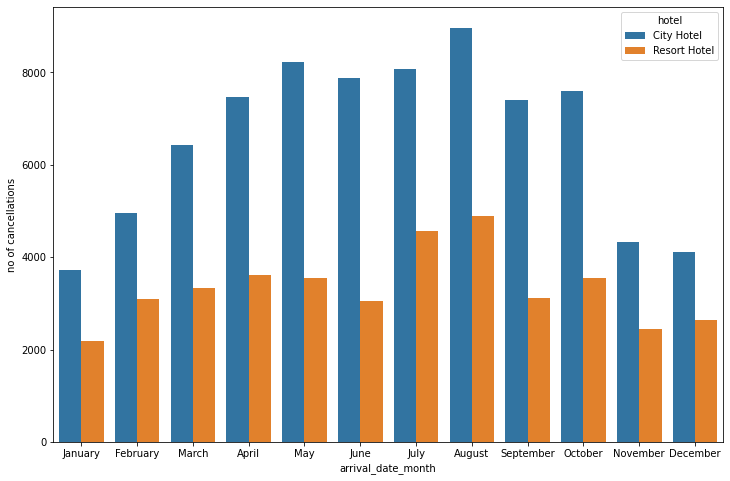 hotel
City Hotel
Resort Hotel
8000
6000
4000
2000
0
no of cancellations
January February March April May June July August September October November December
arrival_date_month